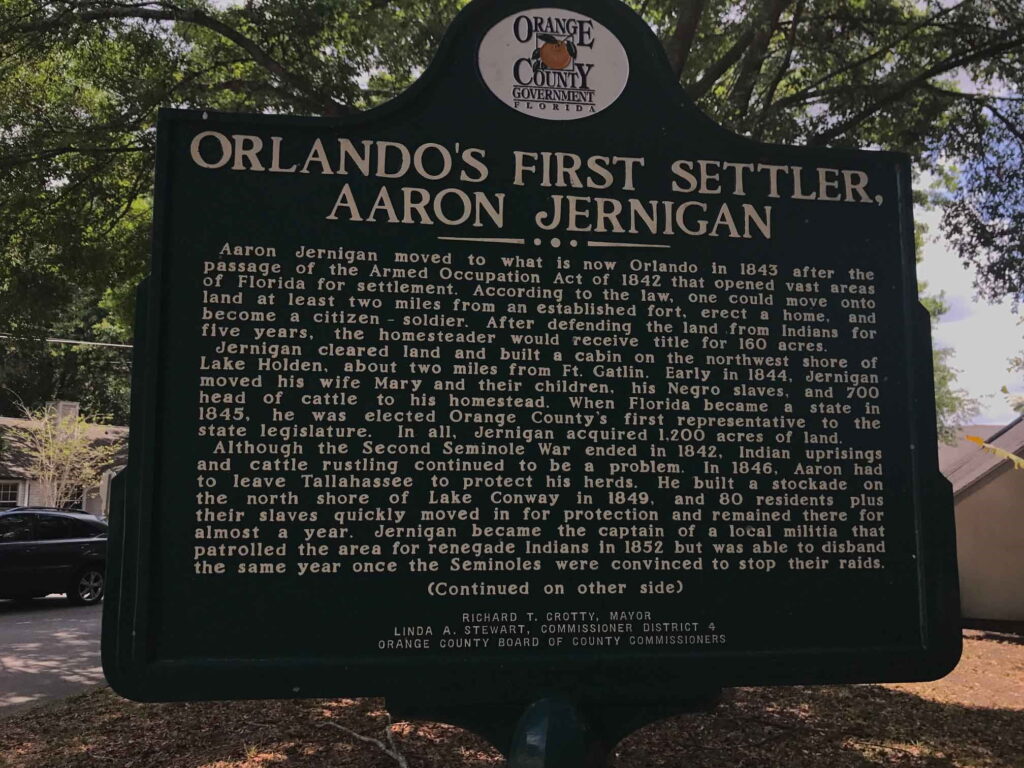 ORANGE
COUNTY
GOVERNMENT
FLORIDA
ORLANDO'S FIRST SETTLER,
AARON JERNIGAN
Aaron Jernigan moved to what is now Orlando in 1843 after the
passage of the Armed Occupation Act of 1842 that opened vast areas
of Florida for settlement. According to the law, one could move onto
land at least two miles from an established fort, erect a home, and
become a citizen - soldier. After defending the land from Indians for
five years, the homesteader would receive title for 160 acres.
Jernigan cleared land and built a cabin on the northwest shore of
Lake Holden, about two miles from Ft. Gatlin. Early in 1844, Jernigan
moved his wife Mary and their children, his Negro slaves, and 700
head of cattle to his homestead. When Florida became a state in
1845, he was elected Orange County's first representative to the
state legislature. In all, Jernigan acquired 1,200 acres of land.
Although the Second Seminole War ended in 1842, Indian uprisings
and cattle rustling continued to be a problem. In 1846, Aaron had
to leave Tallahassee to protect his herds. He built a stockade on
the north shore of Lake Conway in 1849, and 80 residents plus
their slaves quickly moved in for protection and remained there for
almost a year. Jernigan became the captain of a local militia that
patrolled the area for renegade Indians in 1852 but was able to disband
the same year once the Seminoles were convinced to stop their raids.
(Continued on other side)
RICHARD T. CROTTY, MAYOR
LINDA A. STEWART, COMMISSIONER DISTRICT 4
ORANGE COUNTY BOARD OF COUNTY COMMISSIONERS